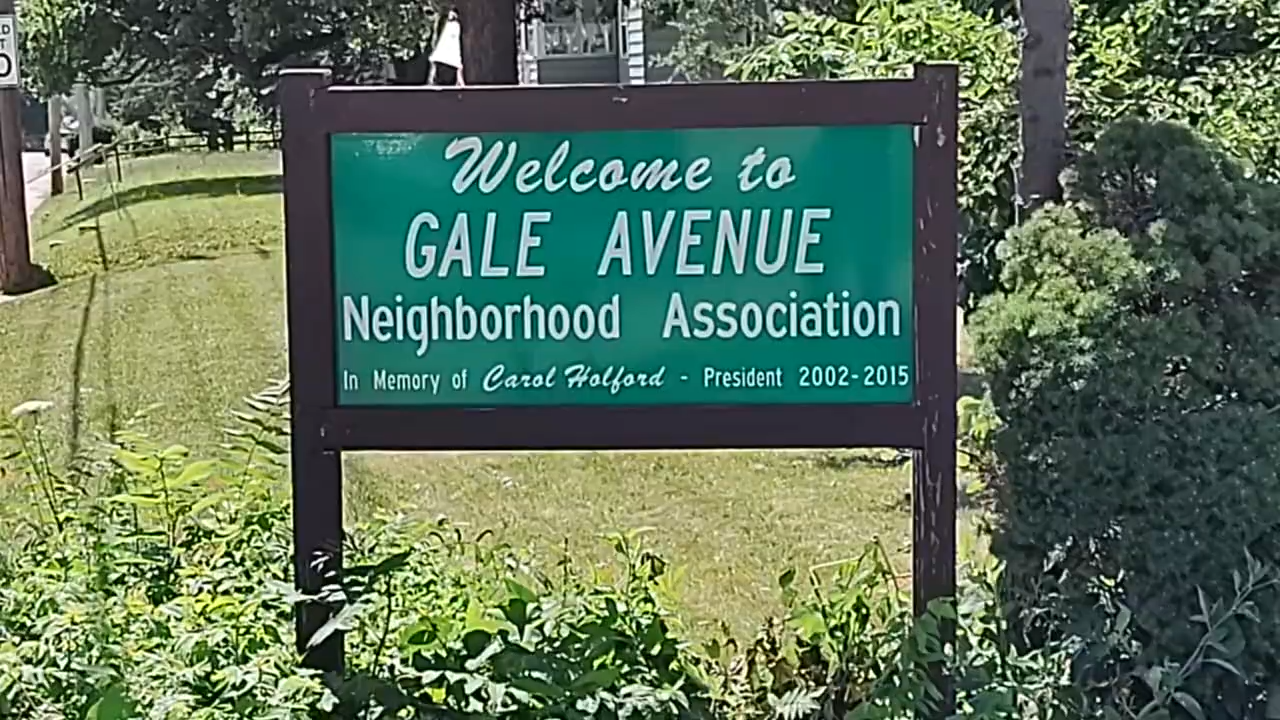 Welcome to
GALE AVENUE
Neighborhood Association
In Memory of Carol Holford - President 2002-2015